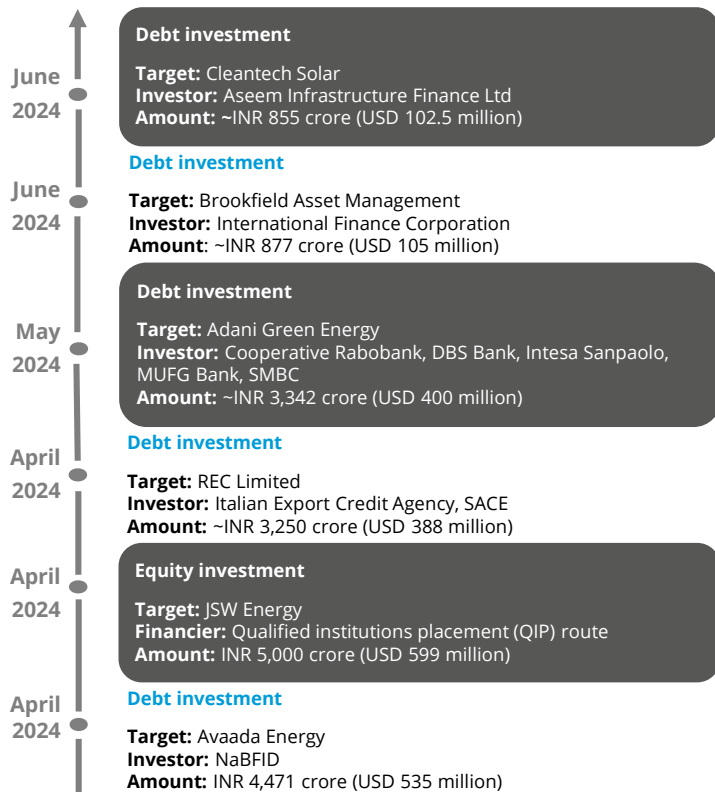 June
2024
Debt investment
Target: Cleantech Solar
Investor: Aseem Infrastructure Finance Ltd
Amount: ~INR 855 crore (USD 102.5 million)
June
2024
Debt investment
Target: Brookfield Asset Management
Investor: International Finance Corporation
Amount: ~INR 877 crore (USD 105 million)
May
2024
Debt investment
Target: Adani Green Energy
Investor: Cooperative Rabobank, DBS Bank, Intesa Sanpaolo,
MUFG Bank, SMBC
Amount: ~INR 3,342 crore (USD 400 million)
April
2024
Debt investment
Target: REC Limited
Investor: Italian Export Credit Agency, SACE
Amount: ~INR 3,250 crore (USD 388 million)
April
2024
Equity investment
Target: JSW Energy
Financier: Qualified institutions placement (QIP) route
Amount: INR 5,000 crore (USD 599 million)
April
2024
Debt investment
Target: Avaada Energy
Investor: NaBFID
Amount: INR 4,471 crore (USD 535 million)